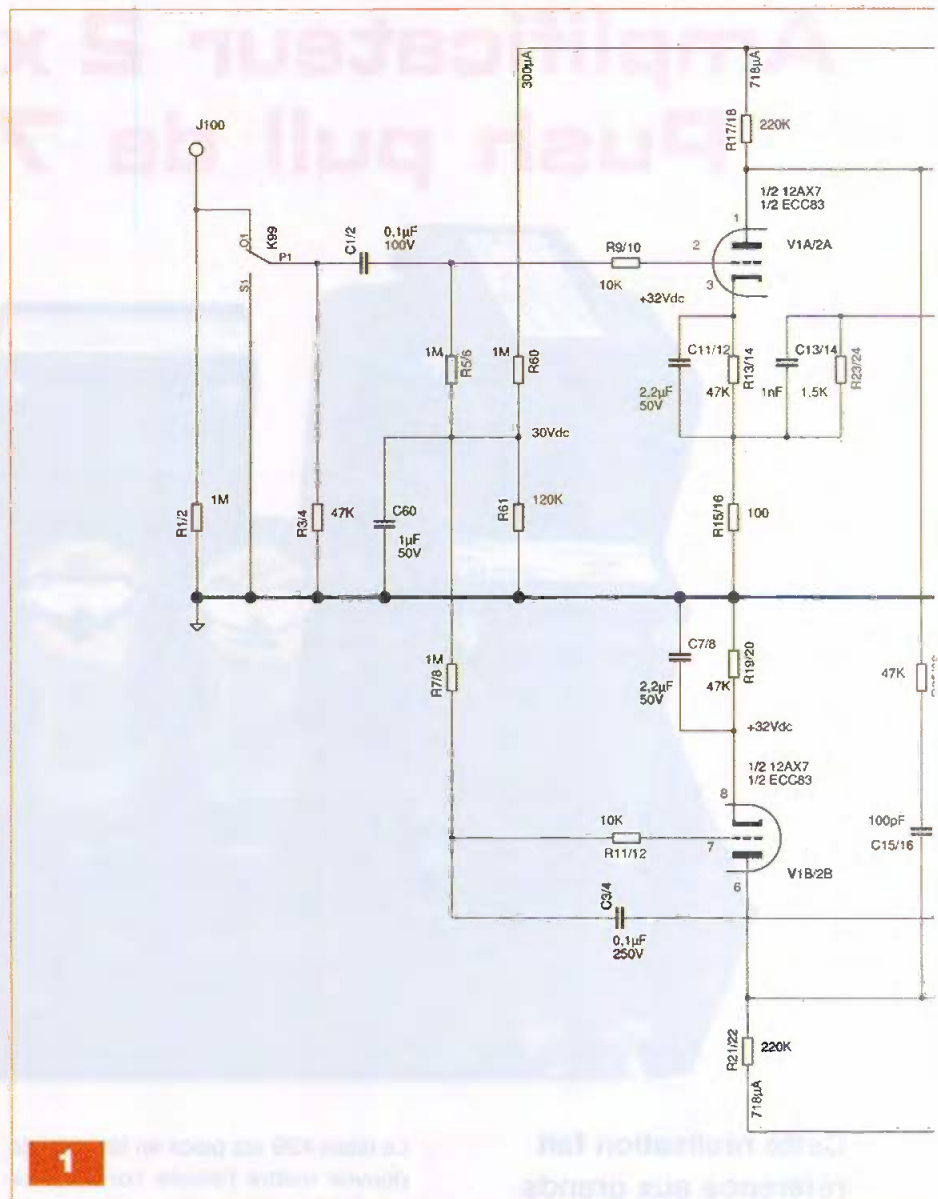 J100
300µA
718µA
R17/18
220K
1/2 12AX7
1/2 ECC83
1
2
3
V1A/2A
O1
K99
P1
S1
C1/2
0,1µF
100V
R9/10
10K
+32Vdc
1M
R5/6
1M
R60
C11/12
2,2µF
50V
R13/14
47K
C13/14
1nF
1.5K
R23/24
30Vdc
1M
R1/2
R3/4
47K
C60
1µF
50V
R61
120K
R15/16
100
1M
R7/8
C7/8
2,2µF
50V
R19/20
47K
47K
+32Vdc
1/2 12AX7
1/2 ECC83
8
7
6
10K
R11/12
V1B/2B
100pF
C15/16
C3/4
0,1µF
250V
R21/22
220K
718µA
1
Amplificateur 2 x
Push pull de 7
Cette réalisation fait
référence aux grands